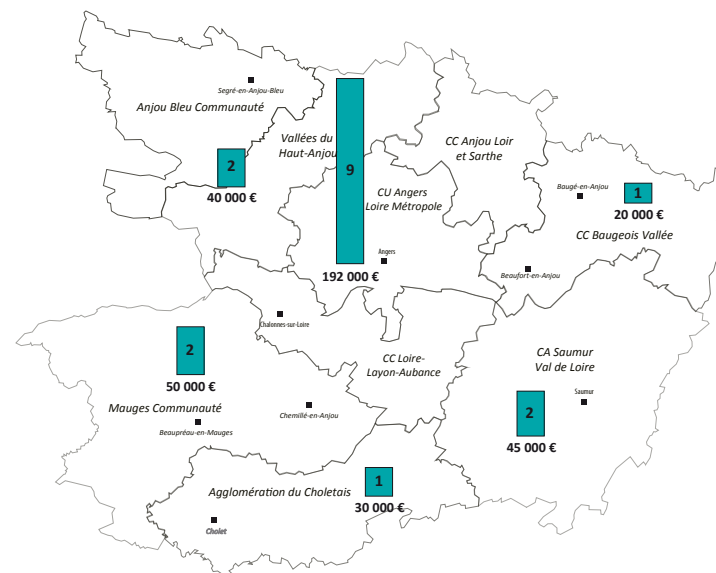 Segré-en-Anjou-Bleu
Anjou Bleu Communauté
Vallées du
Haut-Anjou
CC Anjou Loir
et Sarthe
2
40 000 €
9
192 000 €
CU Angers
Loire Métropole
Angers
Baugé-en-Anjou
1
20 000 €
CC Baugeois Vallée
Beaufort-en-Anjou
Chalonnes-sur-Loire
2
50 000 €
Mauges Communauté
Beaupréau-en-Mauges
Chemillé-en-Anjou
CC Loire-
Layon-Aubance
CA Saumur
Val de Loire
Saumur
2
45 000 €
Agglomération du Choletais
1
30 000 €
Cholet